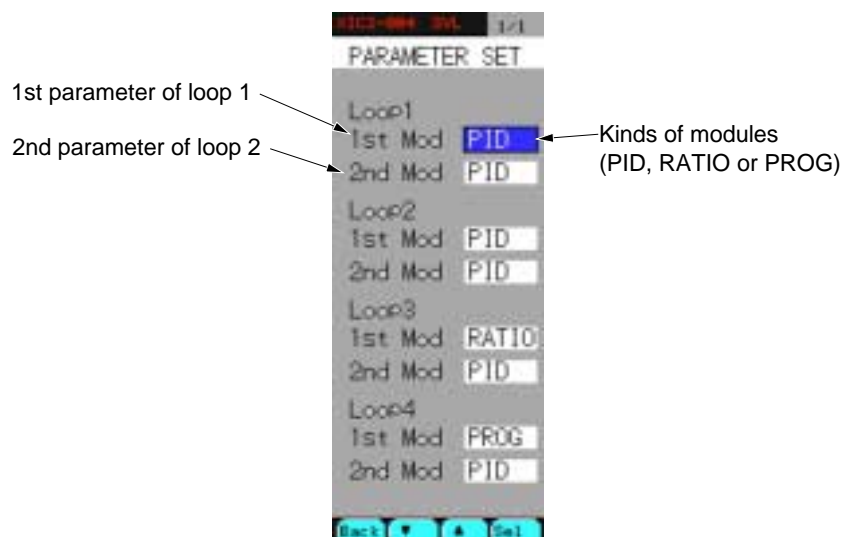 1/1
PARAMETER SET
1st parameter of loop 1
2nd parameter of loop 2
Loop1
1st Mod PID
2nd Mod PID
Kinds of modules
(PID, RATIO or PROG)
Loop2
1st Mod PID
2nd Mod PID
Loop3
1st Mod RATIO
2nd Mod PID
Loop4
1st Mod PROG
2nd Mod PID
Back ▼ ▲ Sel